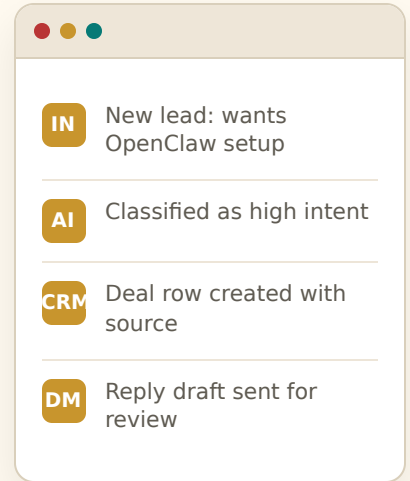 IN
New lead: wants
OpenClaw setup
AI
Classified as high intent
CRM
Deal row created with
source
DM
Reply draft sent for
review